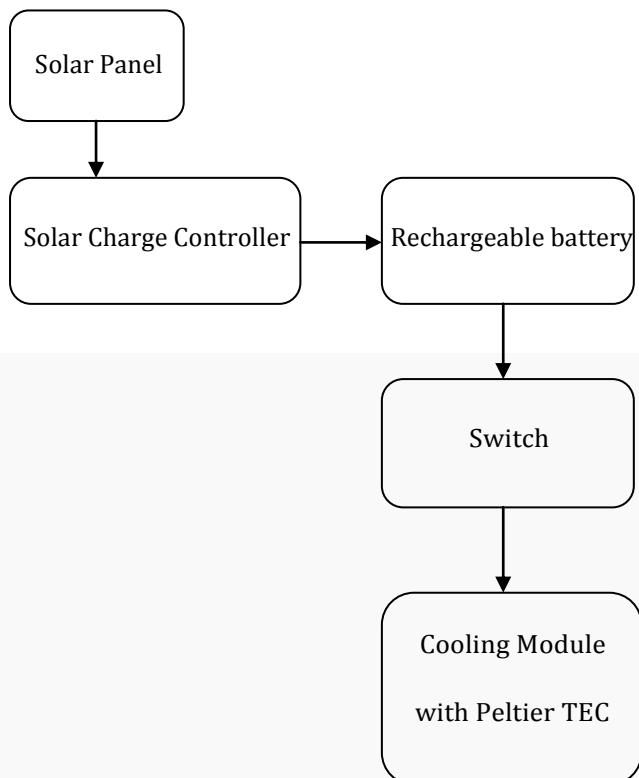 Solar Panel
Solar Charge Controller
Rechargeable battery
Switch
Cooling Module
with Peltier TEC